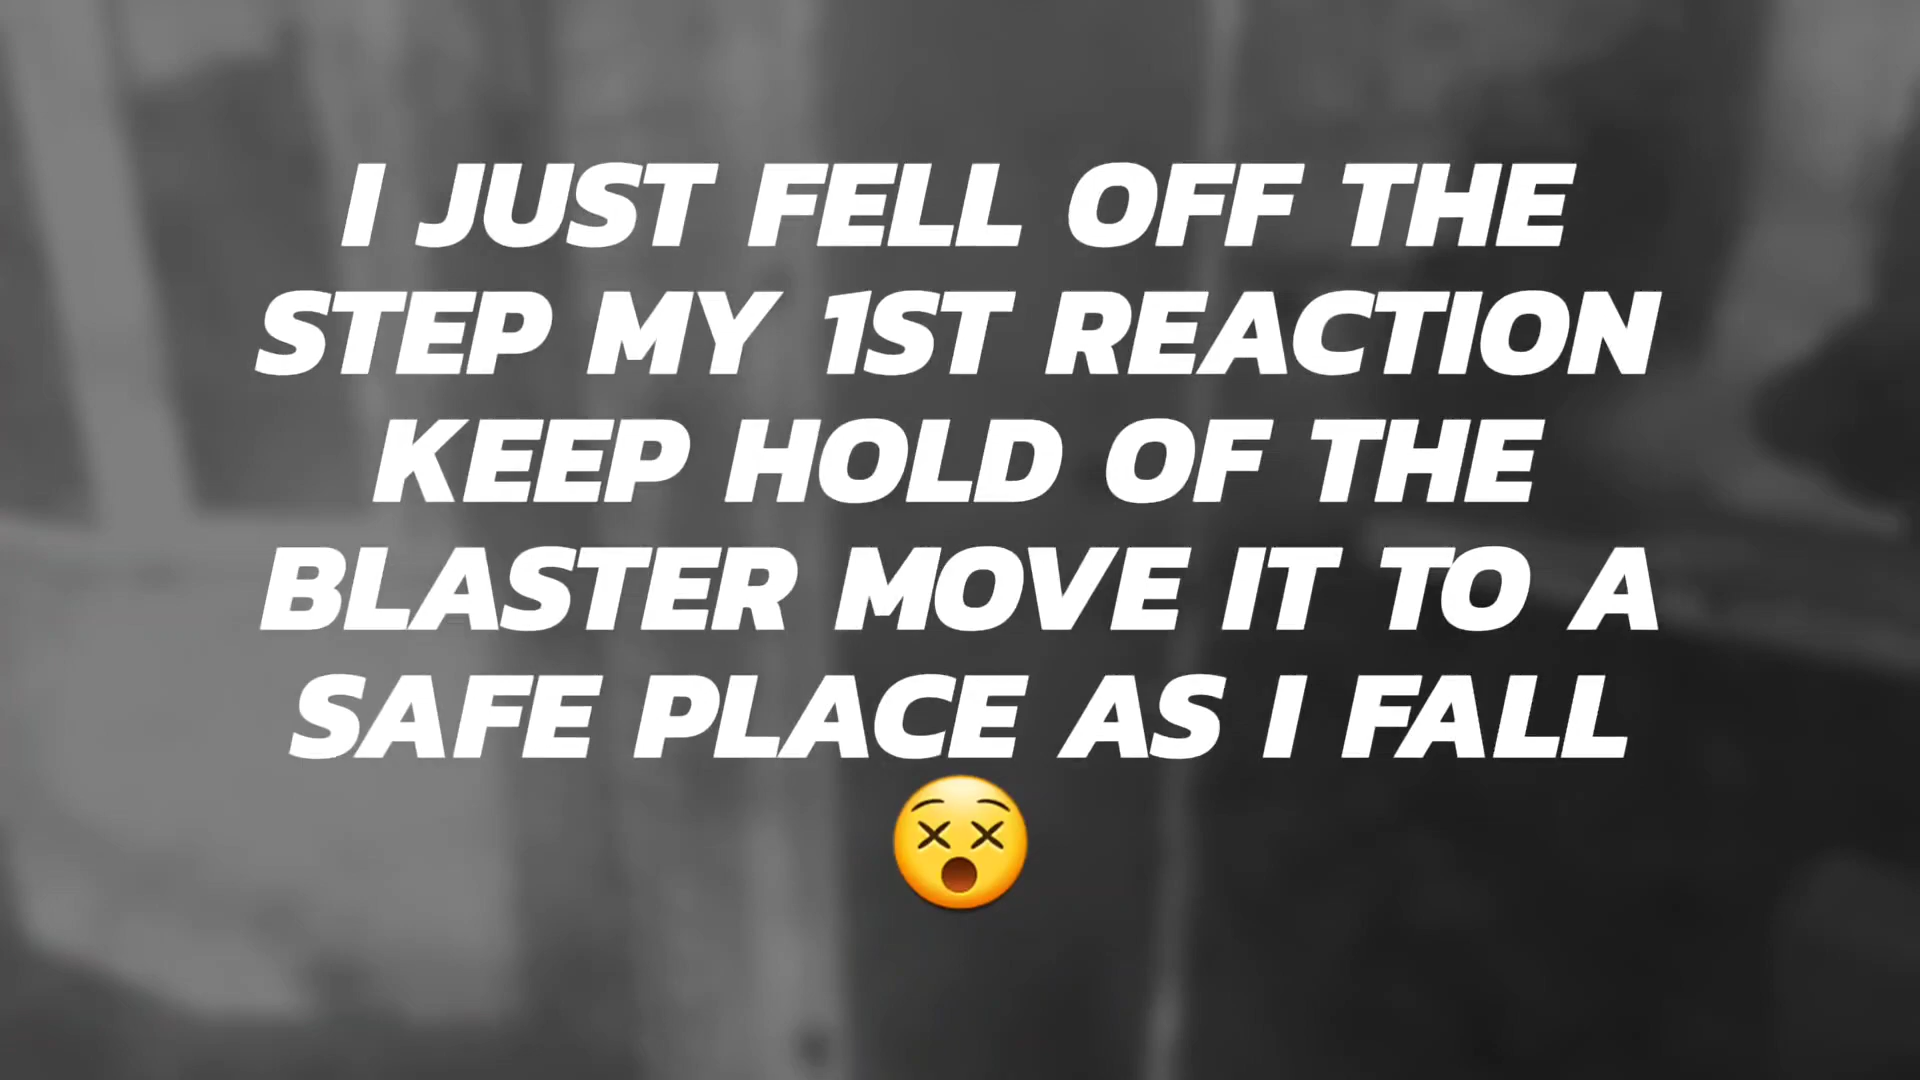 I JUST FELL OFF THE
STEP MY 1ST REACTION
KEEP HOLD OF THE
BLASTER MOVE IT TO A
SAFE PLACE AS I FALL
😵